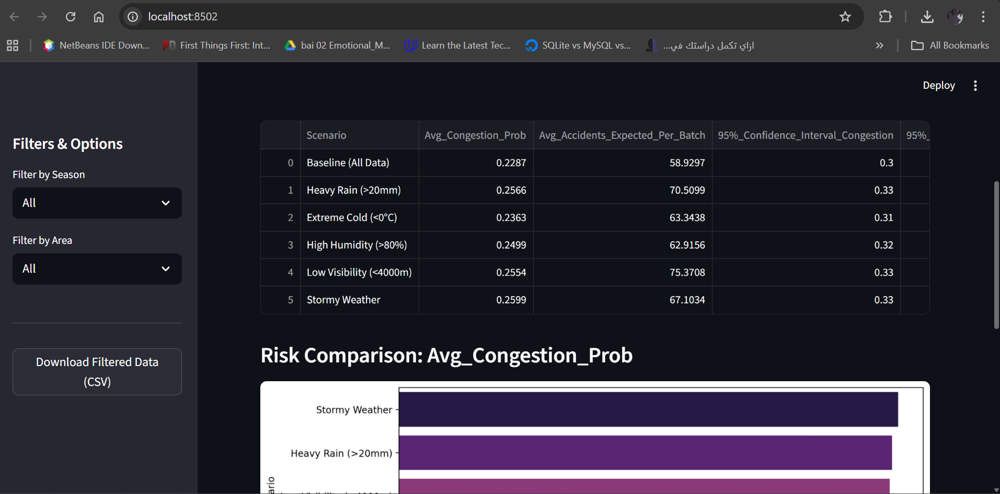 localhost:8502
NetBeans IDE Down...
First Things First: Int...
bai 02 Emotional_M...
Learn the Latest Tec...
SQLite vs MySQL vs...
ازاي تكمل دراستك في...
All Bookmarks
Deploy
Filters & Options
Filter by Season
All
Filter by Area
All
Download Filtered Data
(CSV)
Scenario Avg_Congestion_Prob Avg_Accidents_Expected_Per_Batch 95%_Confidence_Interval_Congestion 95%_
0 Baseline (All Data) 0.2287 58.9297 0.3
1 Heavy Rain (>20mm) 0.2566 70.5099 0.33
2 Extreme Cold (<0°C) 0.2363 63.3438 0.31
3 High Humidity (>80%) 0.2499 62.9156 0.32
4 Low Visibility (<4000m) 0.2554 75.3708 0.33
5 Stormy Weather 0.2599 67.1034 0.33
Risk Comparison: Avg_Congestion_Prob
Stormy Weather
Heavy Rain (>20mm)